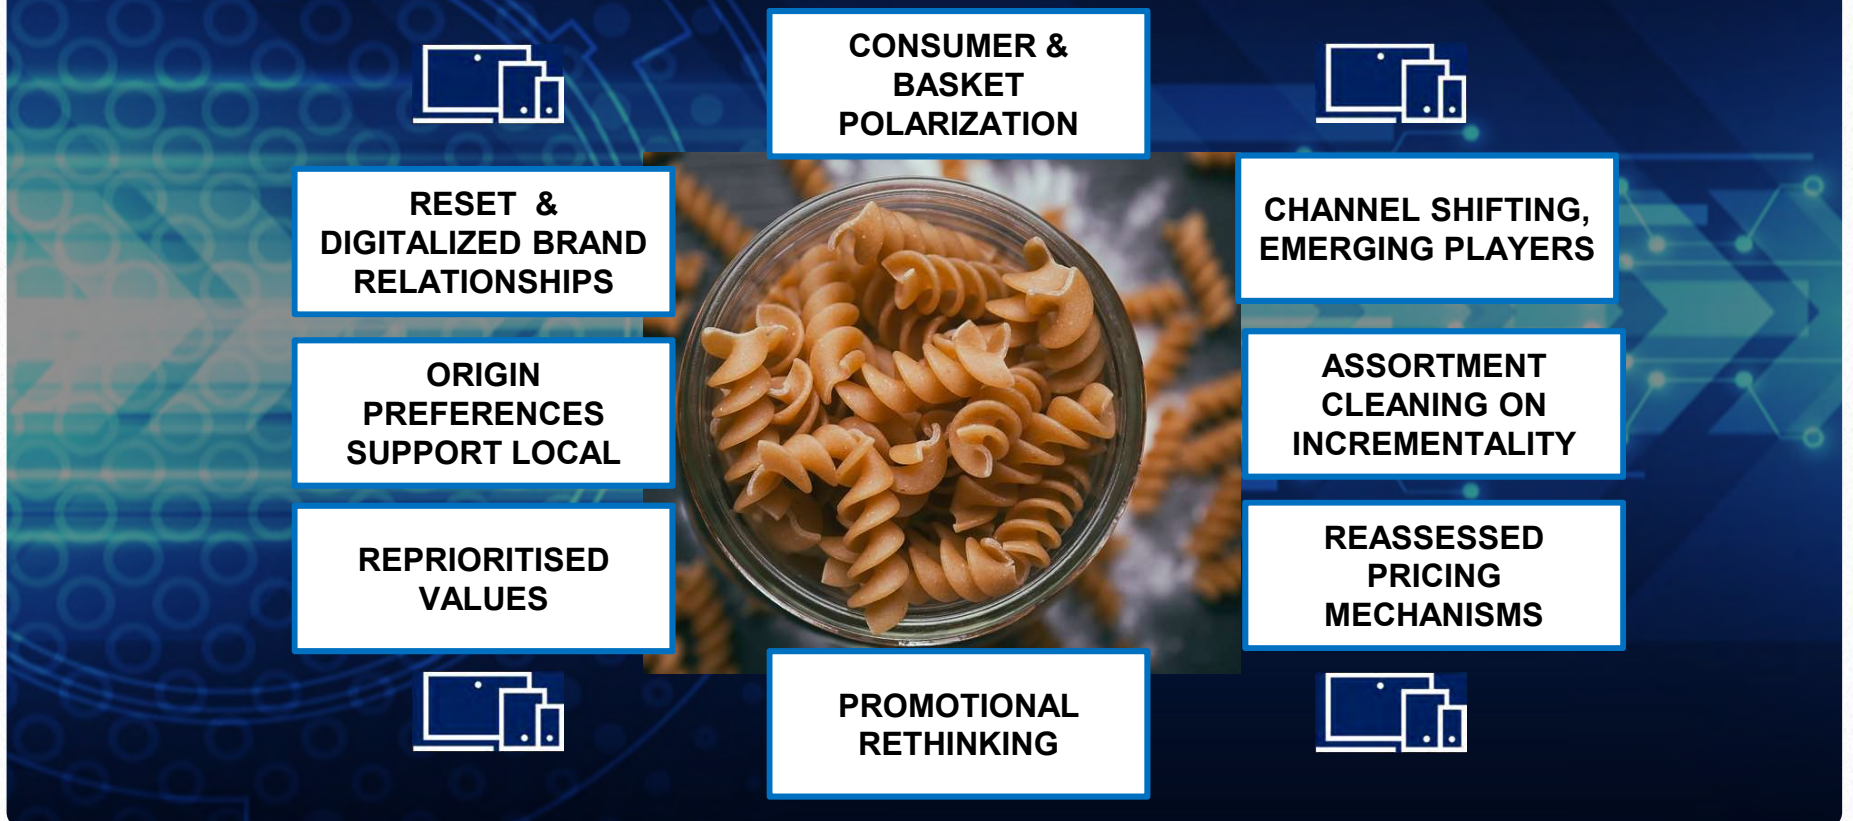 CONSUMER &
BASKET
POLARIZATION
RESET &
DIGITALIZED BRAND
RELATIONSHIPS
CHANNEL SHIFTING,
EMERGING PLAYERS
ORIGIN
PREFERENCES
SUPPORT LOCAL
ASSORTMENT
CLEANING ON
INCREMENTALITY
REPRIORITISED
VALUES
REASSESSED
PRICING
MECHANISMS
PROMOTIONAL
RETHINKING